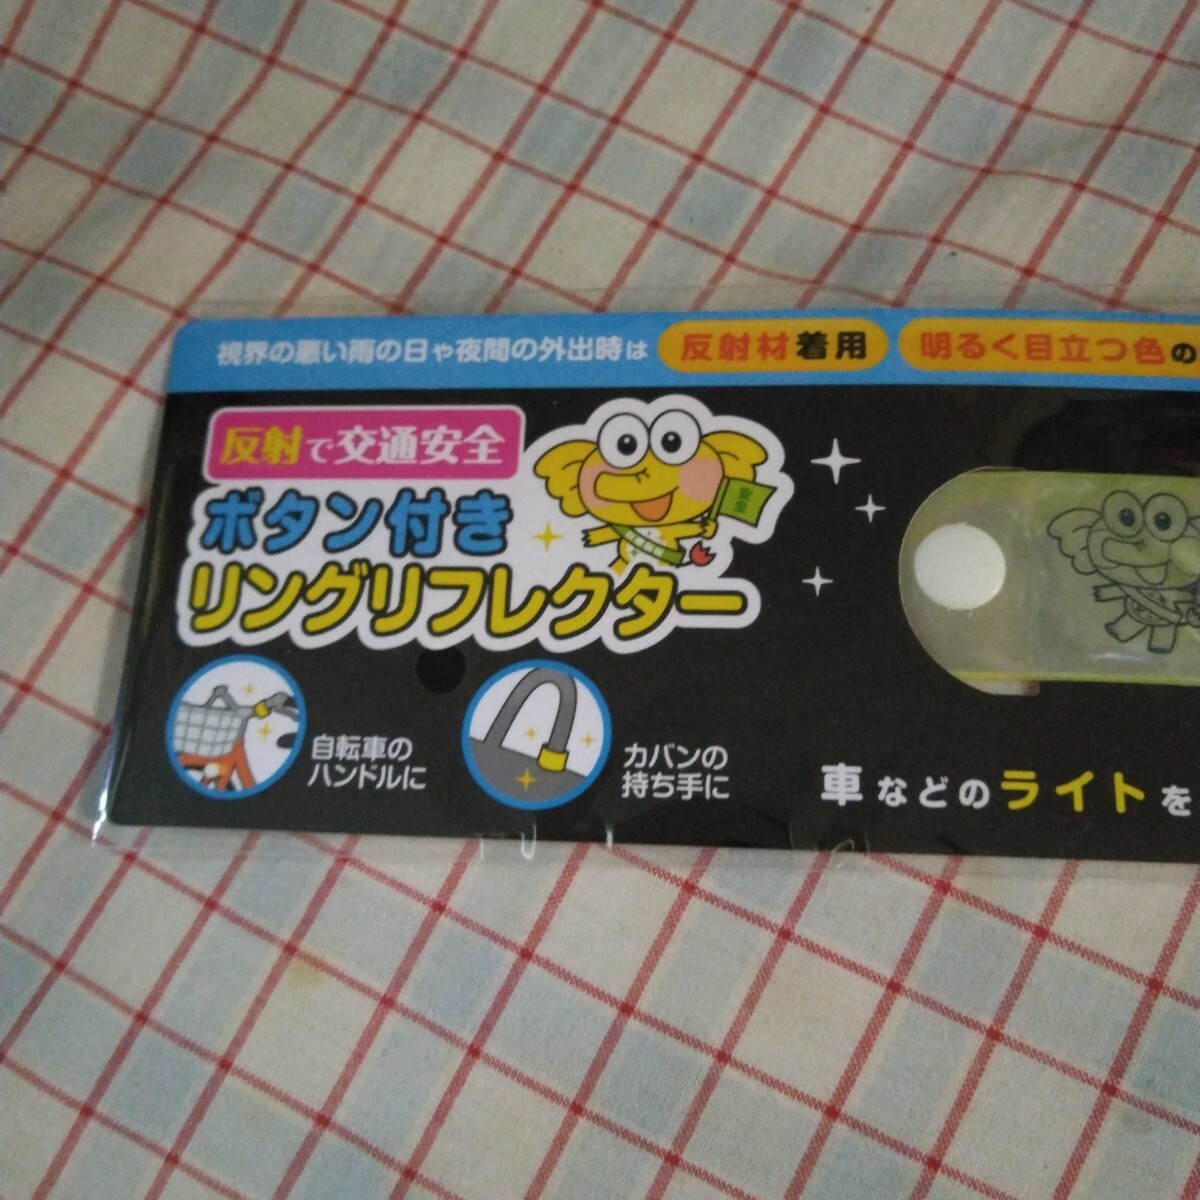 視界の悪い雨の日や夜間の外出時は 反射材着用 明るく目立つ色の
反射で交通安全
安全
ボタン付き
リングリフレクター
自転車の
ハンドルに
カバンの
持ち手に
車などのライトを